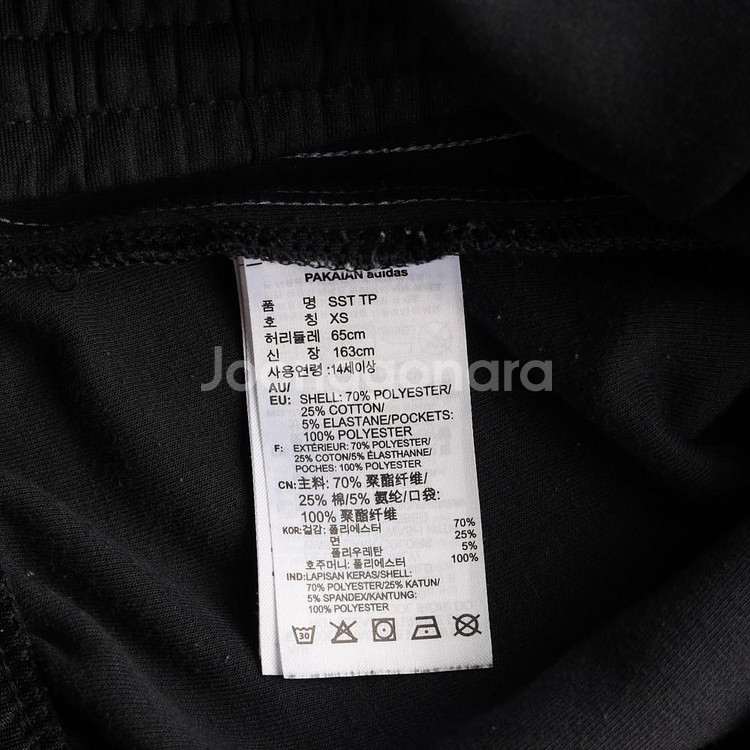 PAKAIAN adidas
품 명 SST TP
호 칭 XS
허리둘레 65cm
신 장 163cm
사용연령 :14세이상
Joonggonara
AU/
EU: SHELL: 70% POLYESTER/
25% COTTON/
5% ELASTANE/POCKETS:
100% POLYESTER
F: EXTÉRIEUR: 70% POLYESTER/
25% COTON/5% ÉLASTHANNE/
POCHES: 100% POLYESTER
CN: 主料: 70% 聚酯纤维/
25% 棉/5% 氨纶/口袋:
100% 聚酯纤维
KOR:겉감: 폴리에스터 70%
면 25%
폴리우레탄 5%
호주머니: 폴리에스터 100%
IND:LAPISAN KERAS/SHELL:
70% POLYESTER/25% KATUN/
5% SPANDEX/KANTUNG:
100% POLYESTER
30